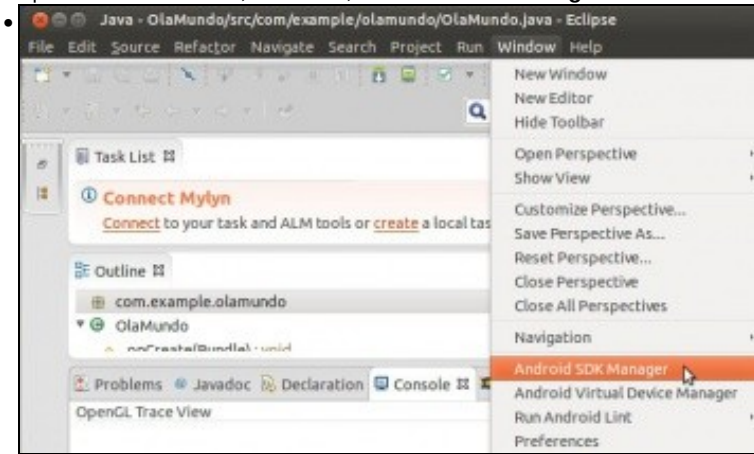 Java - OlaMundo/src/com/example/olamundo/OlaMundo.java - Eclipse
File Edit Source Refactor Navigate Search Project Run Window Help
New Window
New Editor
Hide Toolbar
Open Perspective
Show View
Customize Perspective...
Save Perspective As...
Reset Perspective...
Close Perspective
Close All Perspectives
Navigation
Android SDK Manager
Android Virtual Device Manager
Run Android Lint
Preferences
Task List
Connect Mylyn
Connect to your task and ALM tools or create a local tas
Outline
com.example.olamundo
OlaMundo
onCreate(Bundle) : void
Problems Javadoc Declaration Console
OpenGL Trace View